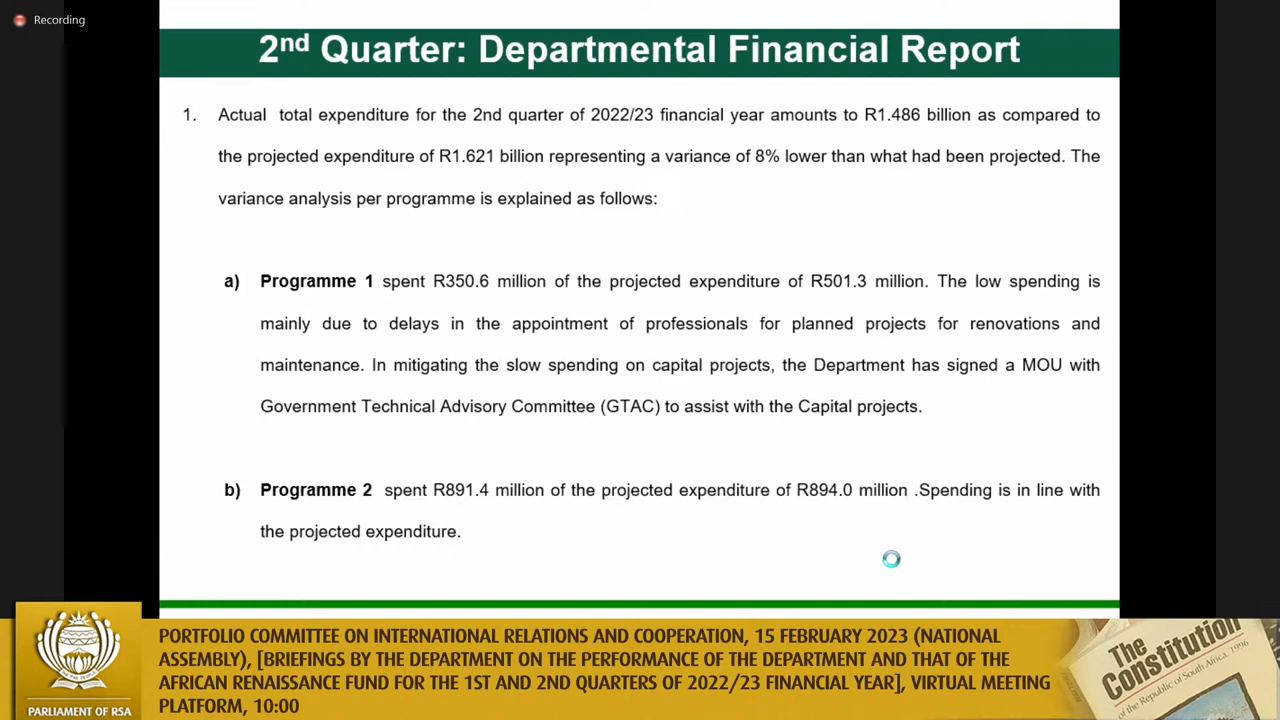 Recording
2nd Quarter: Departmental Financial Report
1. Actual total expenditure for the 2nd quarter of 2022/23 financial year amounts to R1.486 billion as compared to
the projected expenditure of R1.621 billion representing a variance of 8% lower than what had been projected. The
variance analysis per programme is explained as follows:
a) Programme 1 spent R350.6 million of the projected expenditure of R501.3 million. The low spending is
mainly due to delays in the appointment of professionals for planned projects for renovations and
maintenance. In mitigating the slow spending on capital projects, the Department has signed a MOU with
Government Technical Advisory Committee (GTAC) to assist with the Capital projects.
b) Programme 2 spent R891.4 million of the projected expenditure of R894.0 million .Spending is in line with
the projected expenditure.
PORTFOLIO COMMITTEE ON INTERNATIONAL RELATIONS AND COOPERATION, 15 FEBRUARY 2023 (NATIONAL
ASSEMBLY), [BRIEFINGS BY THE DEPARTMENT ON THE PERFORMANCE OF THE DEPARTMENT AND THAT OF THE
AFRICAN RENAISSANCE FUND FOR THE 1ST AND 2ND QUARTERS OF 2022/23 FINANCIAL YEAR], VIRTUAL MEETING
PLATFORM, 10:00
PARLIAMENT OF RSA
The
Constitution
of the Republic of South Africa, 1996